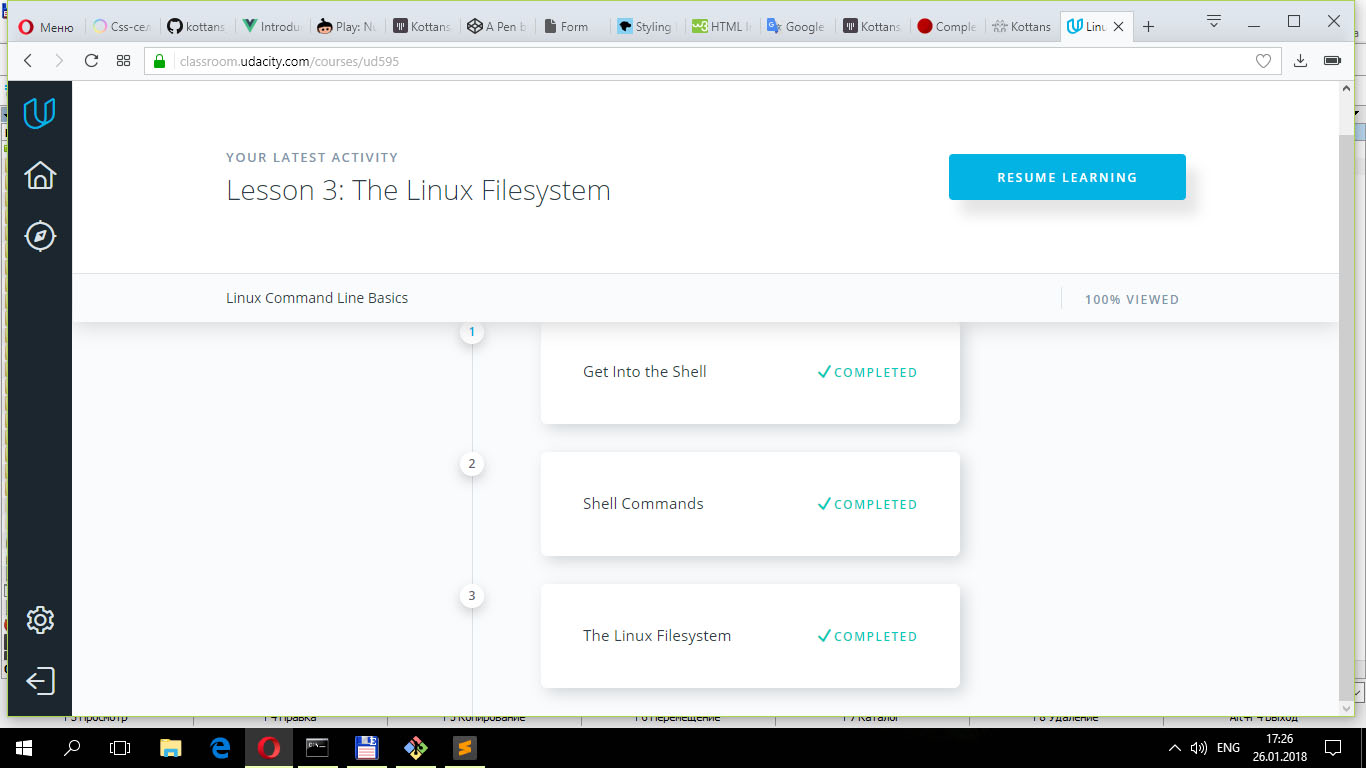 Меню
Css-сел
kottans
Introdu
Play: Nu
Kottans
A Pen b
Form
Styling
HTML I
Google
Kottans
Comple
Kottans
Linu
classroom.udacity.com/courses/ud595
YOUR LATEST ACTIVITY
Lesson 3: The Linux Filesystem
RESUME LEARNING
Linux Command Line Basics
100% VIEWED
1
Get Into the Shell
COMPLETED
2
Shell Commands
COMPLETED
3
The Linux Filesystem
COMPLETED
F3 Просмотр
F4 Правка
F5 Копирование
F6 Перемещение
F7 Каталог
F8 Удаление
Alt+F4 Выход
ENG
17:26
26.01.2018